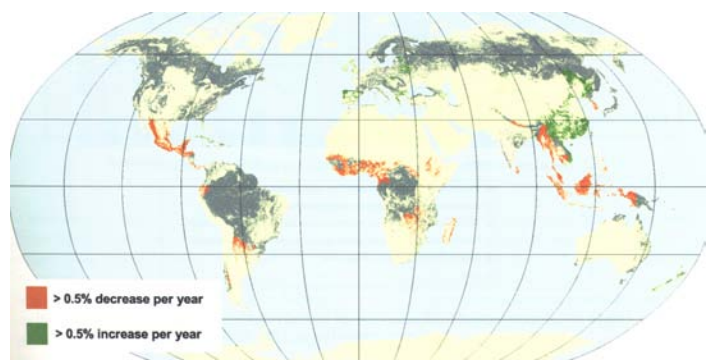 > 0.5% decrease per year
> 0.5% increase per year